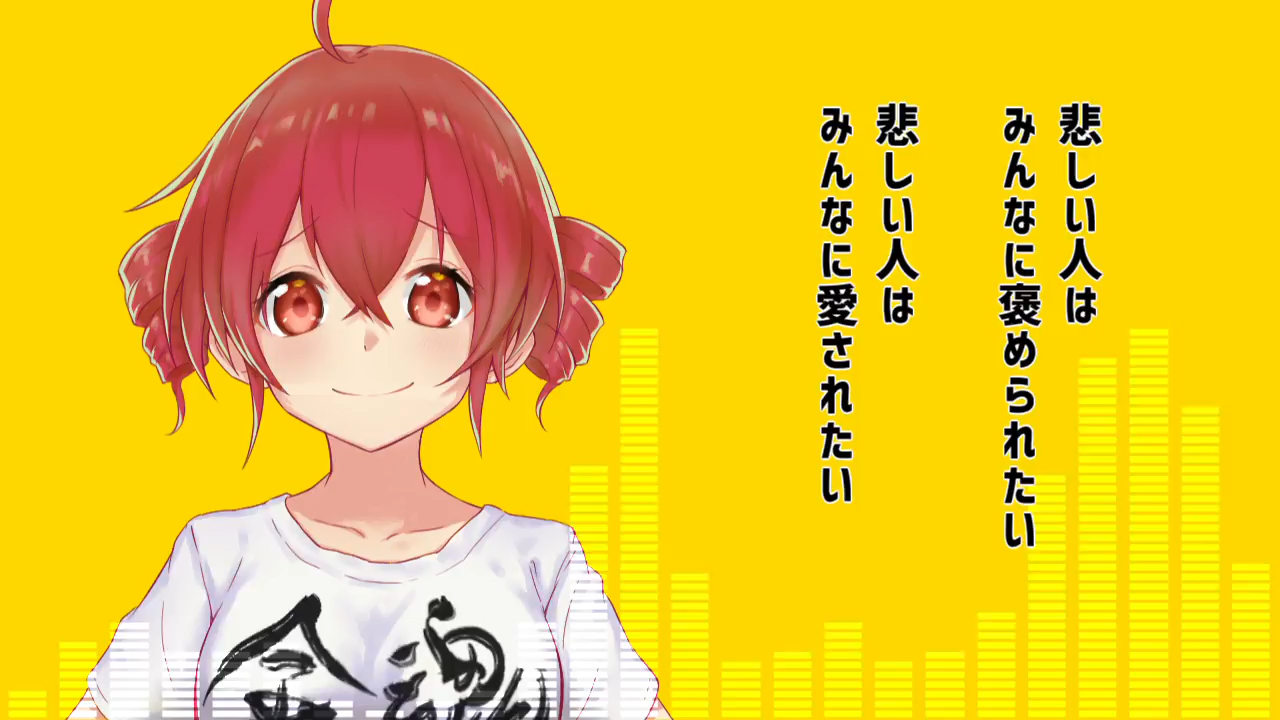 悲しい人は
みんなに褒められたい
悲しい人は
みんなに愛されたい